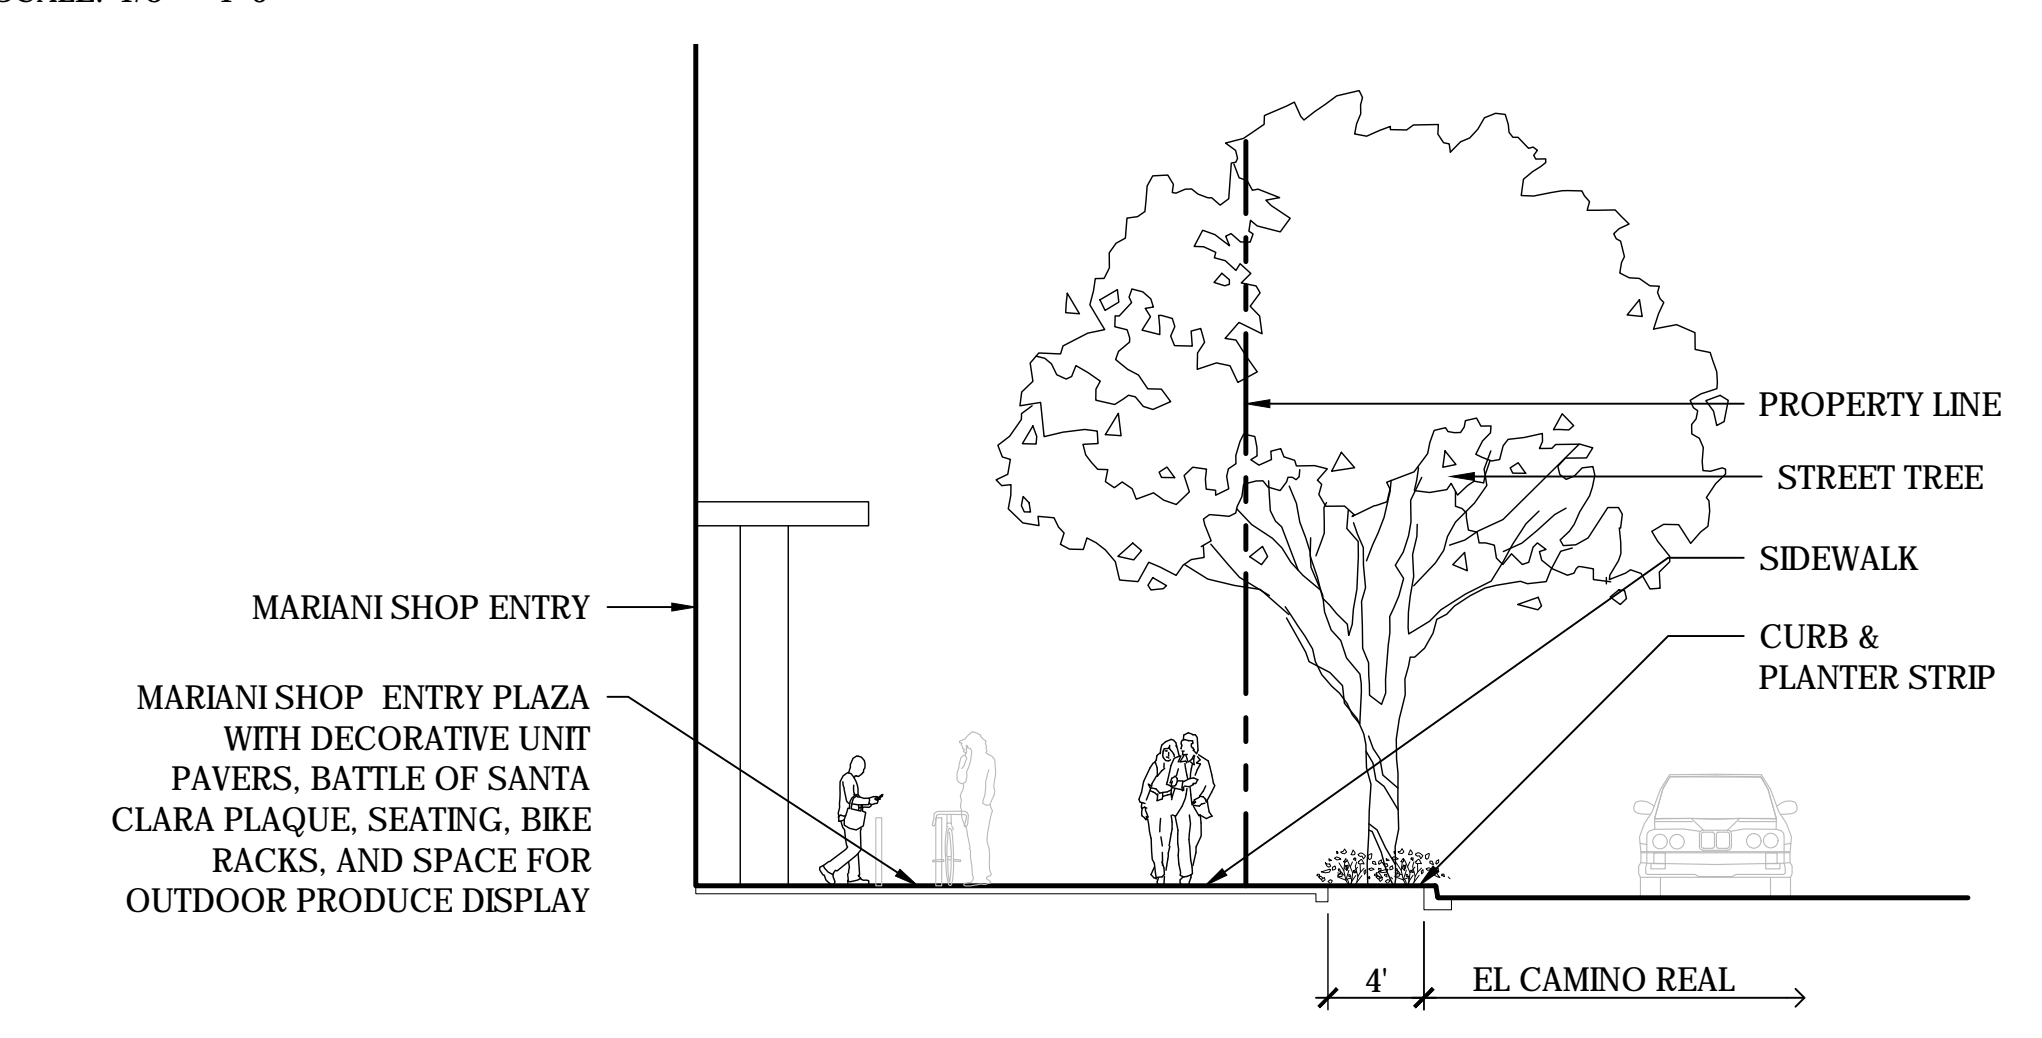 MARIANI SHOP ENTRY
MARIANI SHOP ENTRY PLAZA
WITH DECORATIVE UNIT
PAVERS, BATTLE OF SANTA
CLARA PLAQUE, SEATING, BIKE
RACKS, AND SPACE FOR
OUTDOOR PRODUCE DISPLAY
PROPERTY LINE
STREET TREE
SIDEWALK
CURB &
PLANTER STRIP
4'
EL CAMINO REAL